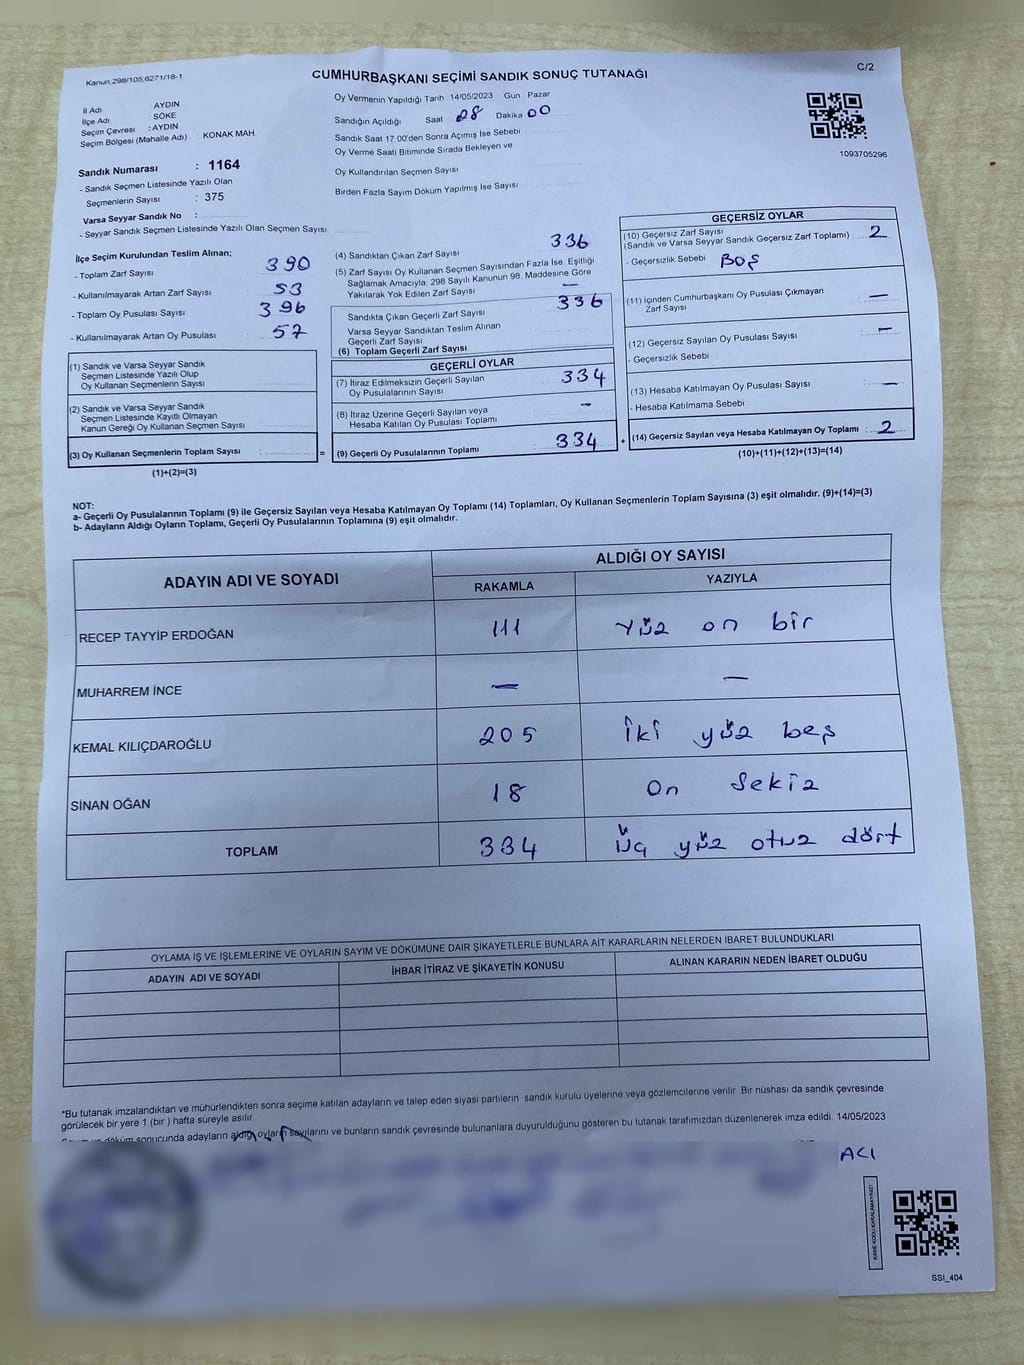 Kanun:298/105,6271/18-1
CUMHURBAŞKANI SEÇİMİ SANDIK SONUÇ TUTANAĞI
C/2
İl Adı : AYDIN
İlçe Adı : SÖKE
Seçim Çevresi : AYDIN
Seçim Bölgesi (Mahalle Adı) : KONAK MAH.
Sandık Numarası : 1164
- Sandık Seçmen Listesinde Yazılı Olan
Seçmenlerin Sayısı : 375
Varsa Seyyar Sandık No :
- Seyyar Sandık Seçmen Listesinde Yazılı Olan Seçmen Sayısı
Oy Vermenin Yapıldığı Tarih 14/05/2023 Gün Pazar
Sandığın Açıldığı Saat 08 Dakika 00
Sandık Saat 17:00'den Sonra Açımış İse Sebebi
Oy Verme Saati Bitiminde Sırada Bekleyen ve
Oy Kullandırılan Seçmen Sayısı
Birden Fazla Sayım Döküm Yapılmış İse Sayısı
1093705296
İlçe Seçim Kurulundan Teslim Alınan;
- Toplam Zarf Sayısı 390
- Kullanılmayarak Artan Zarf Sayısı 53
- Toplam Oy Pusulası Sayısı 396
- Kullanılmayarak Artan Oy Pusulası 57
(1) Sandık ve Varsa Seyyar Sandık
Seçmen Listesinde Yazılı Olup
Oy Kullanan Seçmenlerin Sayısı :
(2) Sandık ve Varsa Seyyar Sandık
Seçmen Listesinde Kayıtlı Olmayan
Kanun Gereği Oy Kullanan Seçmen Sayısı :
(3) Oy Kullanan Seçmenlerin Toplam Sayısı :
(1)+(2)=(3)
(4) Sandıktan Çıkan Zarf Sayısı 336
(5) Zarf Sayısı Oy Kullanan Seçmen Sayısından Fazla İse, Eşitliği
Sağlamak Amacıyla, 298 Sayılı Kanunun 98. Maddesine Göre
Yakılarak Yok Edilen Zarf Sayısı —
Sandıkta Çıkan Geçerli Zarf Sayısı 336
Varsa Seyyar Sandıktan Teslim Alınan
Geçerli Zarf Sayısı
(6) Toplam Geçerli Zarf Sayısı
=
GEÇERLİ OYLAR
(7) İtiraz Edilmeksizin Geçerli Sayılan
Oy Pusulalarının Sayısı 334
(8) İtiraz Üzerine Geçerli Sayılan veya
Hesaba Katılan Oy Pusulası Toplamı –
(9) Geçerli Oy Pusulalarının Toplamı 334
+
GEÇERSİZ OYLAR
(10) Geçersiz Zarf Sayısı
(Sandık ve Varsa Seyyar Sandık Geçersiz Zarf Toplamı) : 2
- Geçersizlik Sebebi BOŞ
(11) İçinden Cumhurbaşkanı Oy Pusulası Çıkmayan
Zarf Sayısı : —
(12) Geçersiz Sayılan Oy Pusulası Sayısı : —
- Geçersizlik Sebebi
(13) Hesaba Katılmayan Oy Pusulası Sayısı : —
- Hesaba Katılmama Sebebi :
(14) Geçersiz Sayılan veya Hesaba Katılmayan Oy Toplamı : 2
(10)+(11)+(12)+(13)=(14)
NOT:
a- Geçerli Oy Pusulalarının Toplamı (9) ile Geçersiz Sayılan veya Hesaba Katılmayan Oy Toplamı (14) Toplamları, Oy Kullanan Seçmenlerin Toplam Sayısına (3) eşit olmalıdır. (9)+(14)=(3)
b- Adayların Aldığı Oyların Toplamı, Geçerli Oy Pusulalarının Toplamına (9) eşit olmalıdır.
ADAYIN ADI VE SOYADI ALDIĞI OY SAYISI
RAKAMLA YAZIYLA
RECEP TAYYİP ERDOĞAN 111 Yüz on bir
MUHARREM İNCE — —
KEMAL KILIÇDAROĞLU 205 İki yüz beş
SİNAN OĞAN 18 On Sekiz
TOPLAM 334 Üç yüz otuz dört
OYLAMA İŞ VE İŞLEMLERİNE VE OYLARIN SAYIM VE DÖKÜMÜNE DAİR ŞİKAYETLERLE BUNLARA AİT KARARLARIN NELERDEN İBARET BULUNDUKLARI
ADAYIN ADI VE SOYADI İHBAR İTİRAZ VE ŞİKAYETİN KONUSU ALINAN KARARIN NEDEN İBARET OLDUĞU
*Bu tutanak imzalandıktan ve mühürlendikten sonra seçime katılan adayların ve talep eden siyasi partilerin sandık kurulu üyelerine veya gözlemcilerine verilir. Bir nüshası da sandık çevresinde
görülecek bir yere 1 (bir ) hafta süreyle asılır.
döküm sonucunda adayların aldığı oyların sayılarını ve bunların sandık çevresinde bulunanlara duyurulduğunu gösteren bu tutanak tarafımızdan düzenlenerek imza edildi. 14/05/2023
ACI
KARE KODU KARALAMAYINIZ!
SSİ_404